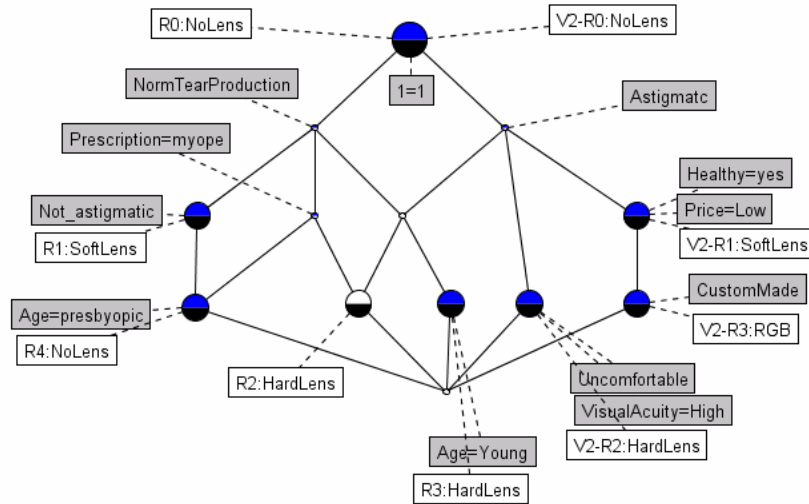 R0:NoLens
V2-R0:NoLens
NormTearProduction
1=1
Astigmatc
Prescription=myope
Healthy=yes
Not_astigmatic
Price=Low
R1:SoftLens
V2-R1:SoftLens
Age=presbyopic
CustomMade
R4:NoLens
V2-R3:RGB
R2:HardLens
Uncomfortable
VisualAcuity=High
Age=Young
V2-R2:HardLens
R3:HardLens